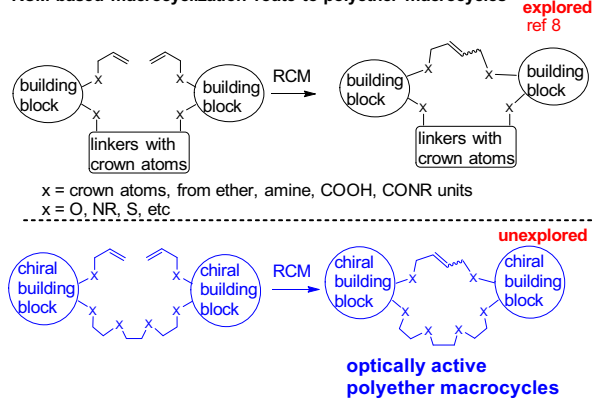 RCM-based macrocyclization route to polyether macrocycles
explored
ref 8
building
block
X
X
X
X
building
block
linkers with
crown atoms
RCM
building
block
X
X
X
X
building
block
linkers with
crown atoms
x = crown atoms, from ether, amine, COOH, CONR units
x = O, NR, S, etc
unexplored
chiral
building
block
X
X
X
X
X
X
chiral
building
block
RCM
chiral
building
block
X
X
X
X
X
X
chiral
building
block
optically active
polyether macrocycles